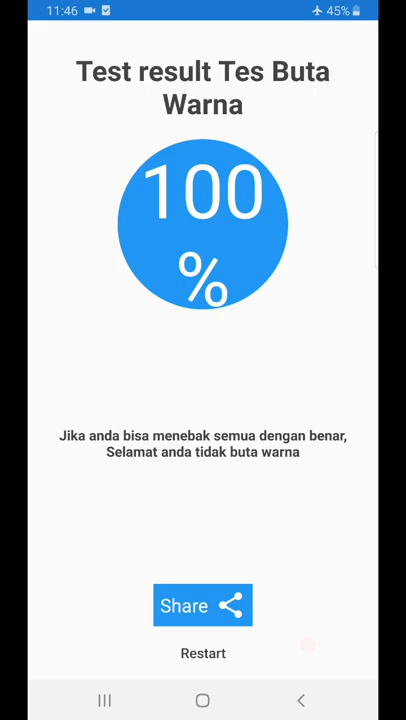 11:46
45%
Test result Tes Buta
Warna
100
%
Jika anda bisa menebak semua dengan benar,
Selamat anda tidak buta warna
Share
Restart